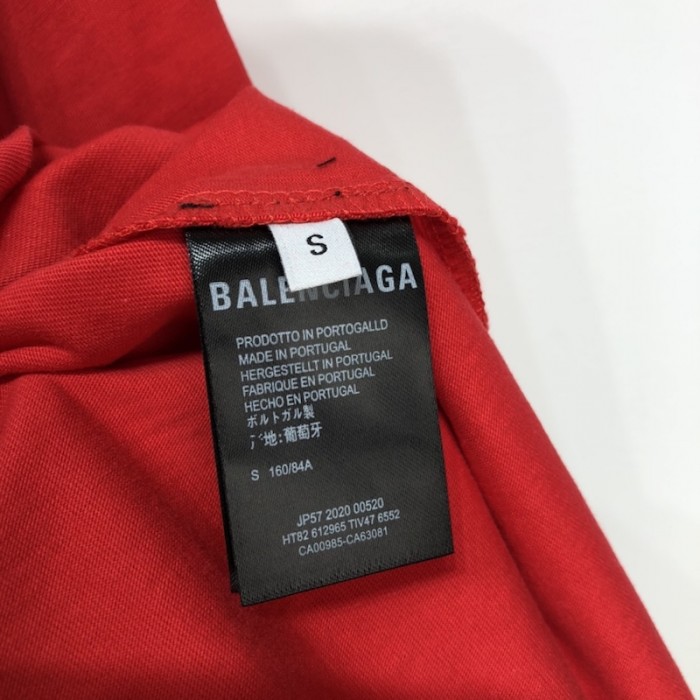 S
BALENCIAGA
PRODOTTO IN PORTOGALLD
MADE IN PORTUGAL
HERGESTELLT IN PORTUGAL
FABRIQUE EN PORTUGAL
HECHO EN PORTUGAL
ポルトガル製
地:葡萄牙
S 160/84A
JP57 2020 00520
HT82 612965 TIV47 6552
CA00985-CA63081